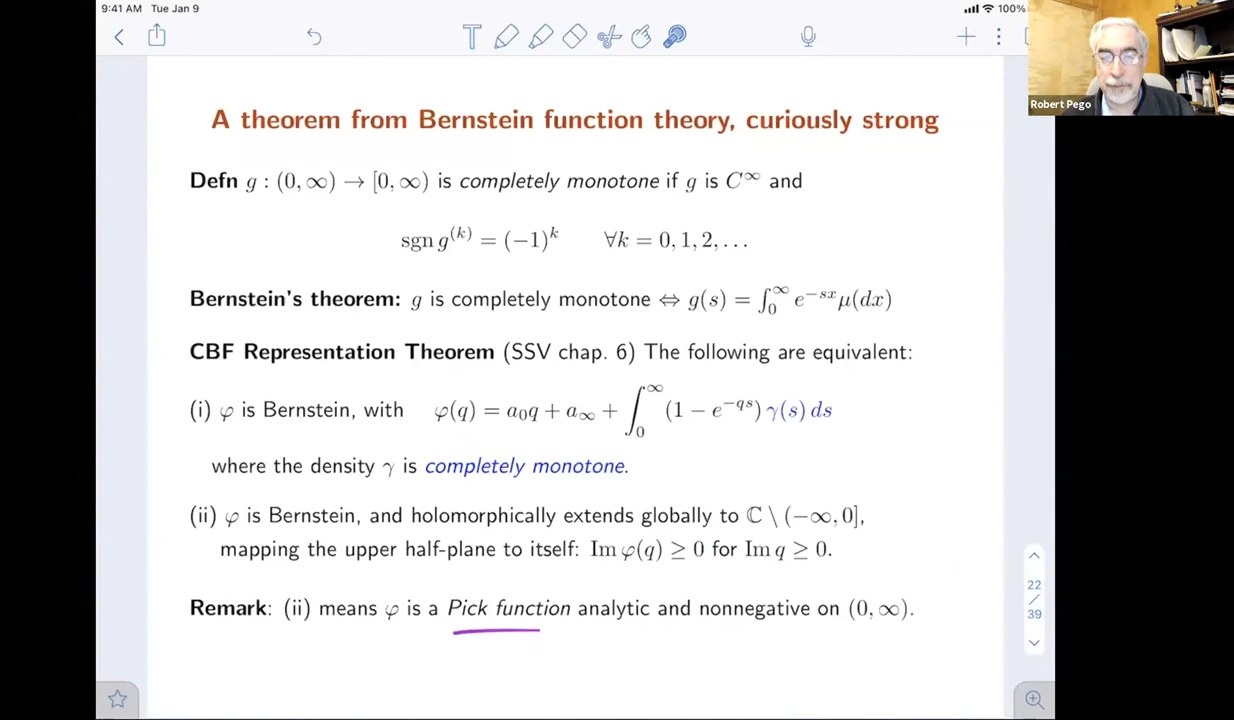 9:41 AM Tue Jan 9
100%
Robert Pego
A theorem from Bernstein function theory, curiously strong
Defn g : (0, ∞) → [0, ∞) is completely monotone if g is C^∞ and
sgn g^{(k)} = (−1)^k ∀k = 0, 1, 2, . . .
Bernstein's theorem: g is completely monotone ⇔ g(s) = ∫_0^∞ e^{−sx} μ(dx)
CBF Representation Theorem (SSV chap. 6) The following are equivalent:
(i) φ is Bernstein, with φ(q) = a_0 q + a_∞ + ∫_0^∞ (1 − e^{−qs}) γ(s) ds
where the density γ is completely monotone.
(ii) φ is Bernstein, and holomorphically extends globally to ℂ \ (−∞, 0],
mapping the upper half-plane to itself: Im φ(q) ≥ 0 for Im q ≥ 0.
Remark: (ii) means φ is a Pick function analytic and nonnegative on (0, ∞).
22
/
39